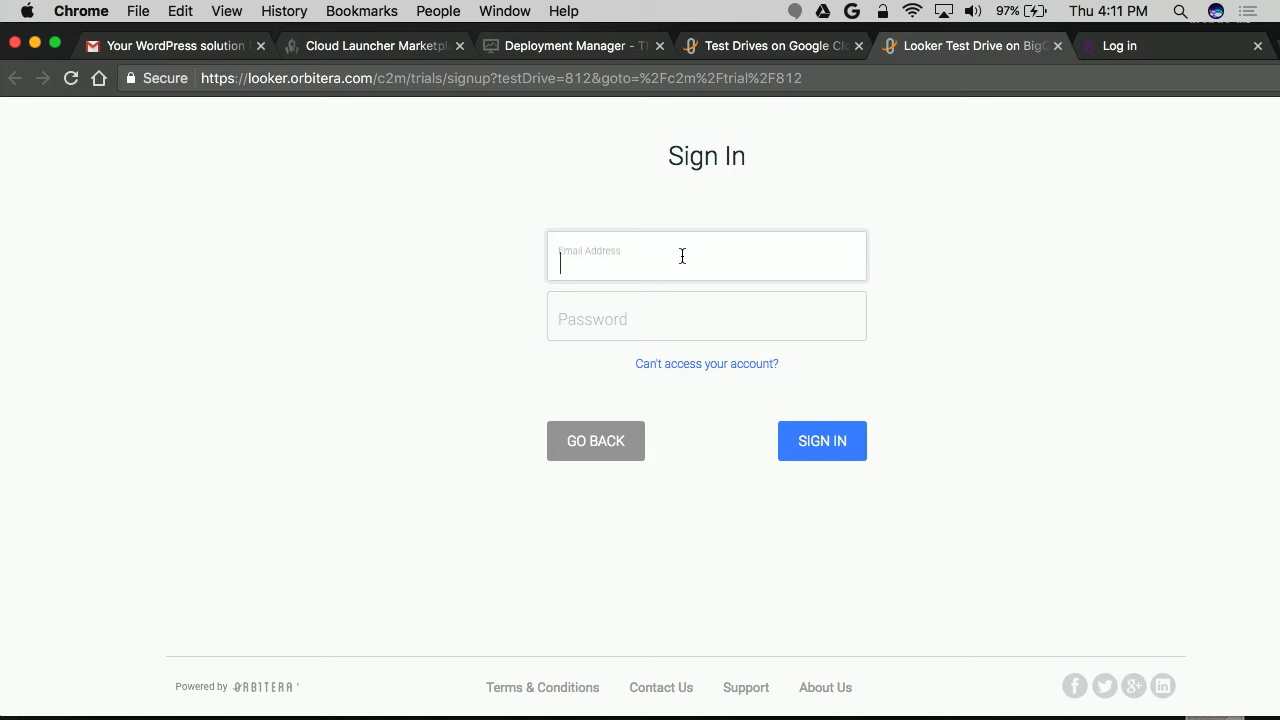 Chrome File Edit View History Bookmarks People Window Help 97% Thu 4:11 PM
Your WordPress solution Cloud Launcher Marketpl Deployment Manager - Test Drives on Google Clo Looker Test Drive on BigQ Log in
Secure https://looker.orbitera.com/c2m/trials/signup?testDrive=812&goto=%2Fc2m%2Ftrial%2F812
Sign In
Email Address
Password
Can't access your account?
GO BACK SIGN IN
Powered by ORBITERA Terms & Conditions Contact Us Support About Us